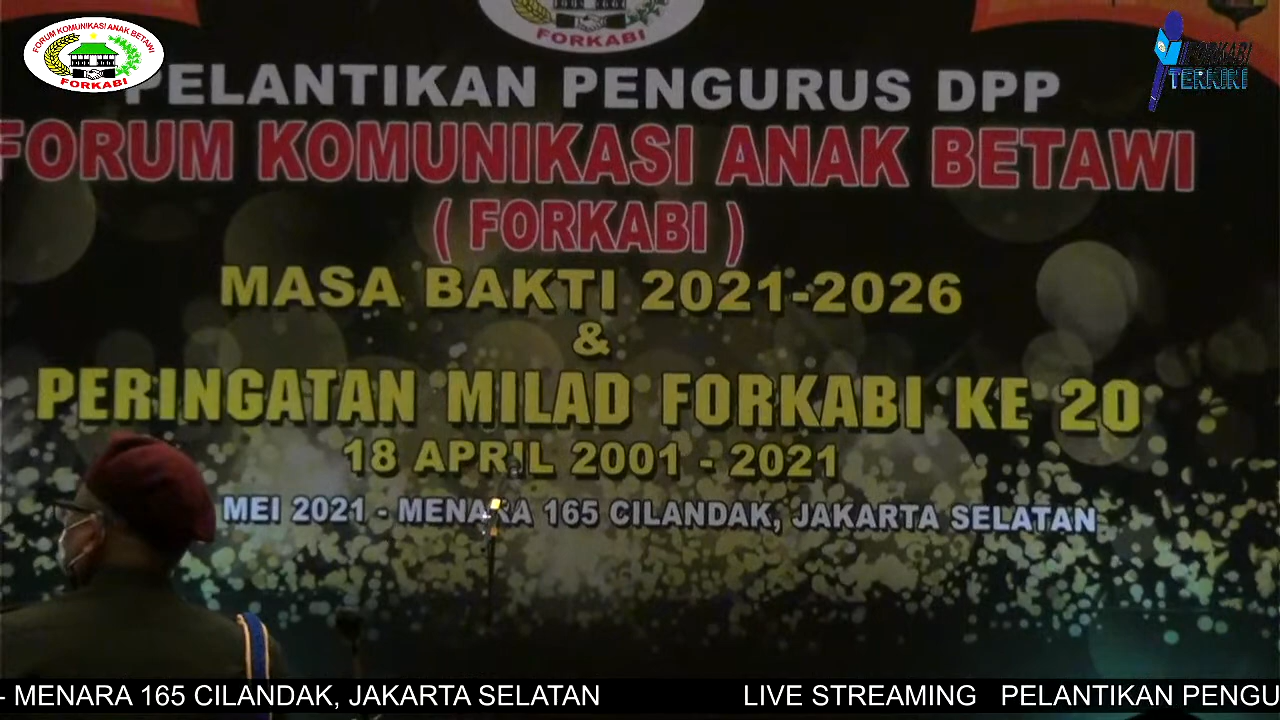 FORUM KOMUNIKASI ANAK BETAWI
FORKABI
FORKABI
PELANTIKAN PENGURUS DPP
FORUM KOMUNIKASI ANAK BETAWI
( FORKABI )
MASA BAKTI 2021-2026
&
PERINGATAN MILAD FORKABI KE 20
18 APRIL 2001 - 2021
MEI 2021 - MENARA 165 CILANDAK, JAKARTA SELATAN
- MENARA 165 CILANDAK, JAKARTA SELATAN
LIVE STREAMING PELANTIKAN PENGU